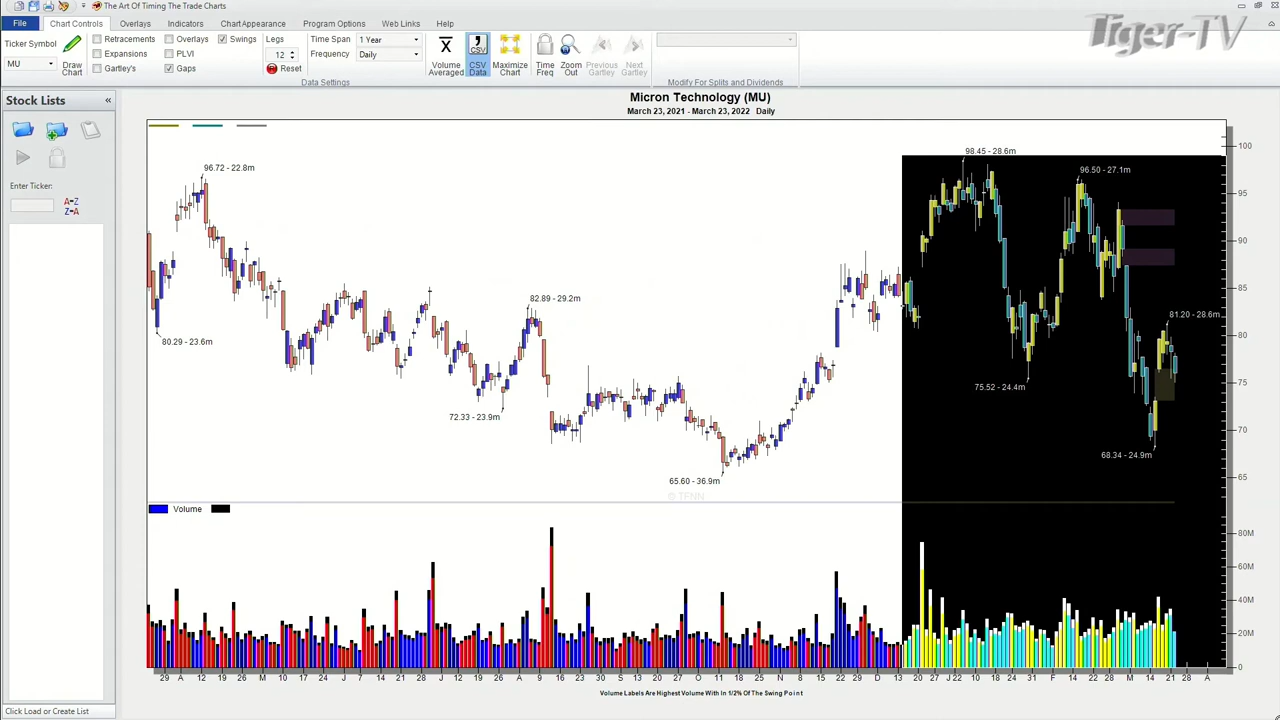 The Art Of Timing The Trade Charts
File Chart Controls Overlays Indicators Chart Appearance Program Options Web Links Help
Tiger-TV
Ticker Symbol
MU
Draw Chart
Retracements Overlays Swings
Expansions PLVI
Gartley's Gaps
Legs
12
Reset
Time Span 1 Year
Frequency Daily
Data Settings
Volume Averaged
CSV Data
Maximize Chart
Time Freq
Zoom Out
Previous Gartley
Next Gartley
Modify For Splits and Dividends
Stock Lists
Enter Ticker:
A-Z
Z-A
Click Load or Create List
Micron Technology (MU)
March 23, 2021 - March 23, 2022 Daily
98.45 - 28.6m
96.72 - 22.8m
96.50 - 27.1m
82.89 - 29.2m
81.20 - 28.6m
80.29 - 23.6m
75.52 - 24.4m
72.33 - 23.9m
68.34 - 24.9m
65.60 - 36.9m
© TFNN
100
95
90
85
80
75
70
65
Volume
80M
60M
40M
20M
0
29 A 12 19 26 M 10 17 24 J 7 14 21 J 12 19 26 A 9 16 23 30 S 13 20 27 O 11 18 25 N 8 15 22 29 D 13 20 27 J 22 10 18 24 F 14 22 28 M 14 21 28 A
Volume Labels Are Highest Volume With In 1/2% Of The Swing Point